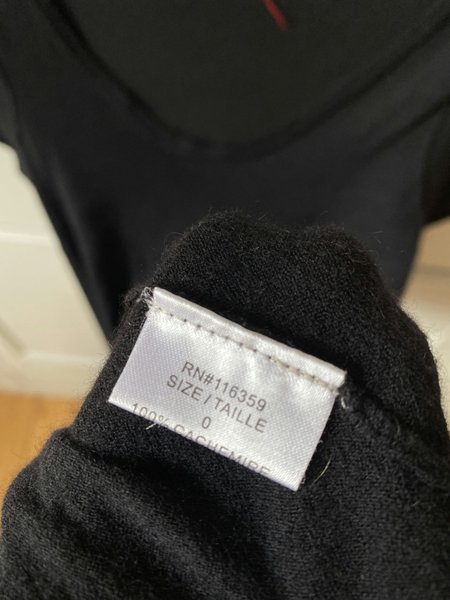 RN#116359
SIZE/TAILLE
0
100% CACHEMIRE